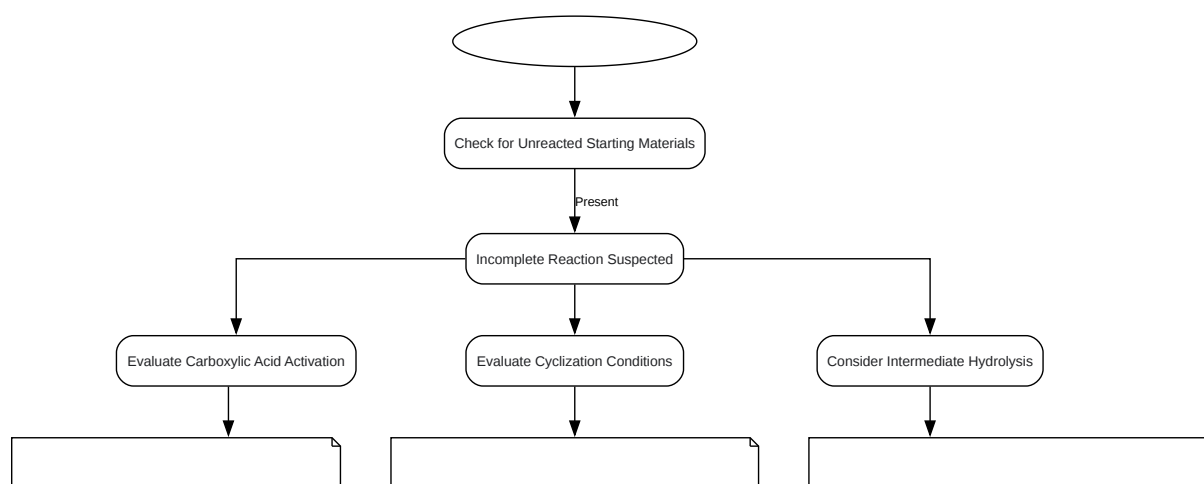 Check for Unreacted Starting Materials
Present
Incomplete Reaction Suspected
Evaluate Carboxylic Acid Activation
Evaluate Cyclization Conditions
Consider Intermediate Hydrolysis